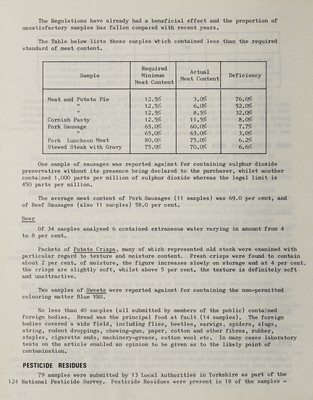 The Regulations have already had a beneficial effect and the proportion of
unsatisfactory samples has fallen compared with recent years.
The Table below lists those samples which contained less than the required
standard of meat content.
Sample Required Minimum Meat Content Actual Meat Content Deficiency
Meat and Potato Pie 12.5% 3.0% 76.0%
" 12.5% 6.0% 52.0%
" 12.5% 8.5% 32.0%
Cornish Pasty 12.5% 11.5% 8.0%
Pork Sausage 65.0% 60.0% 7.7%
" 65.0% 63.0% 3.0%
Pork Luncheon Meat 80.0% 75.0% 6.2%
Stewed Steak with Gravy 75.0% 70.0% 6.6%
One sample of sausages was reported against for containing sulphur dioxide
preservative without its presence being declared to the purchaser, whilst another
contained 1,000 parts per million of sulphur dioxide whereas the legal limit is
450 parts per million.
The average meat content of Pork Sausages (11 samples) was 69.0 per cent, and
of Beef Sausages (also 11 samples) 58.0 per cent.
Beer
Of 34 samples analysed 6 contained extraneous water varying in amount from 4
to 8 per cent.
Packets of Potato Crisps, many of which represented old stock were examined with
particular regard to texture and moisture content. Fresh crisps were found to contain
about 2 per cent. of moisture, the figure increases slowly on storage and at 4 per cent.
the crisps are slightly soft, whilst above 5 per cent. the texture is definitely soft
and unattractive.
Two samples of Sweets were reported against for containing the non-permitted
colouring matter Blue VRS.
No less than 40 samples (all submitted by members of the public) contained
foreign bodies. Bread was the principal food at fault (14 samples). The foreign
bodies covered a wide field, including flies, beetles, earwigs, spiders, slugs,
string, rodent droppings, chewing-gum, paper, cotton and other fibres, rubber,
staples, cigarette ends, machinery-grease, cotton wool etc. In many cases laboratory
tests on the article enabled an opinion to be given as to the likely point of
contamination.
PESTICIDE RESIDUES
79 samples were submitted by 13 Local Authorities in Yorkshire as part of the
124 National Pesticide Survey. Pesticide Residues were present in 18 of the samples -